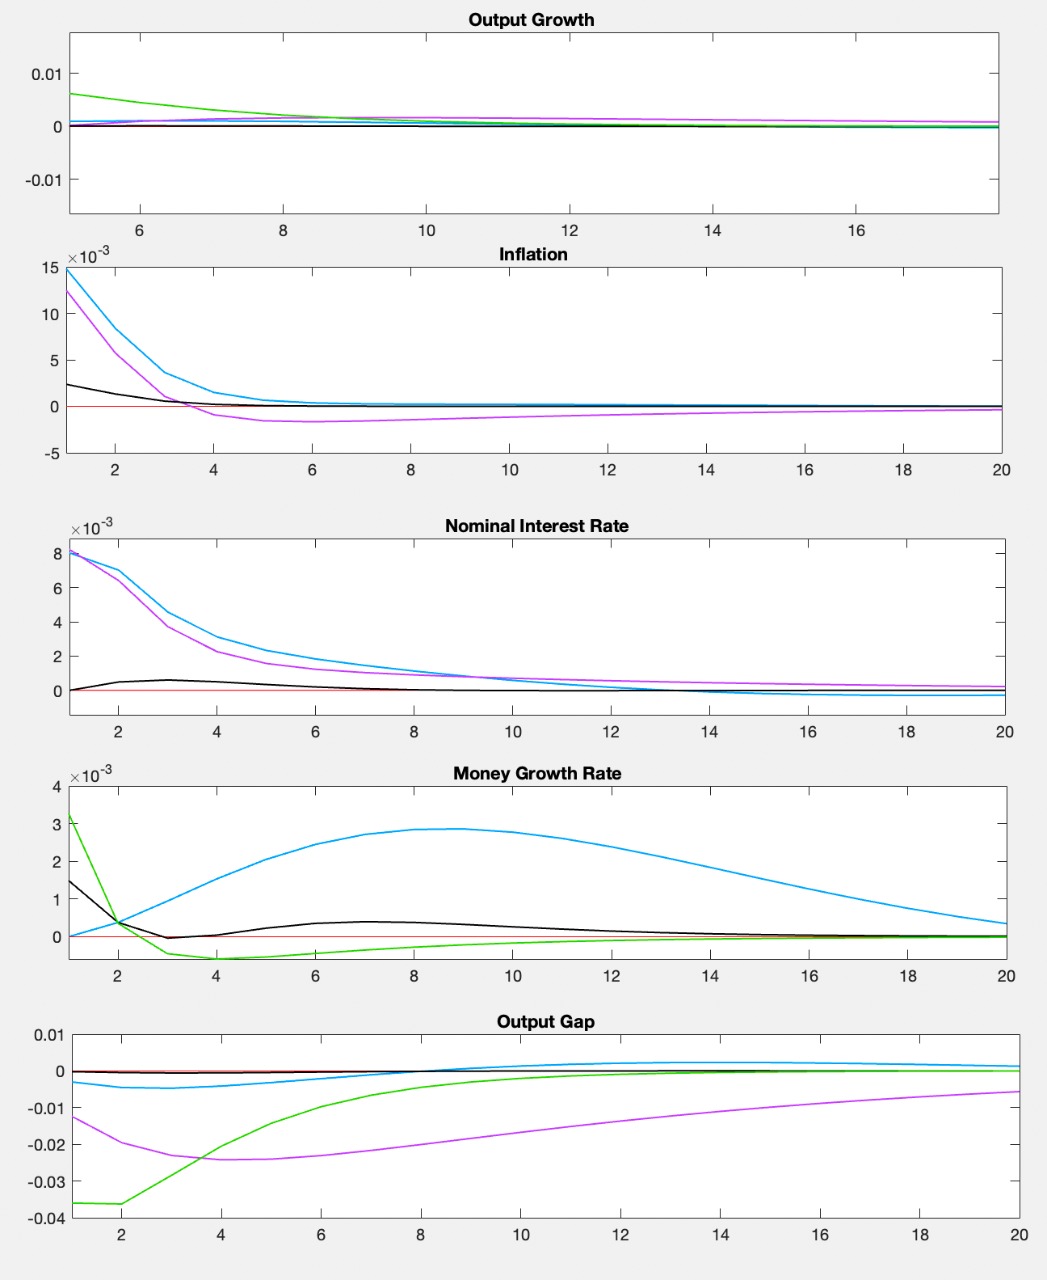 Output Growth
0.01
0
-0.01
6 8 10 12 14 16
×10-3
Inflation
15
10
5
0
-5
2 4 6 8 10 12 14 16 18 20
×10-3
Nominal Interest Rate
8
6
4
2
0
2 4 6 8 10 12 14 16 18 20
×10-3
Money Growth Rate
4
3
2
1
0
2 4 6 8 10 12 14 16 18 20
Output Gap
0.01
0
-0.01
-0.02
-0.03
-0.04
2 4 6 8 10 12 14 16 18 20